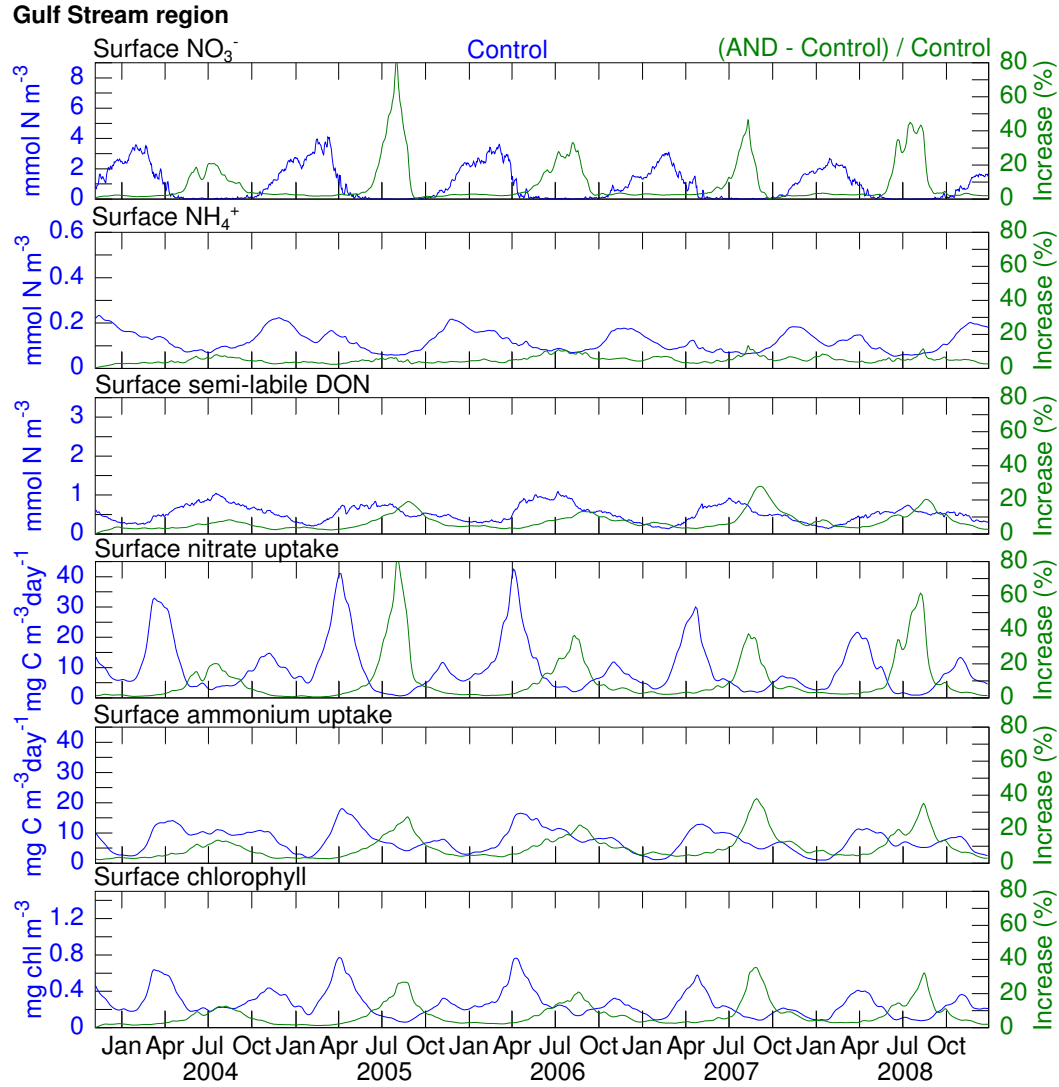 Gulf Stream region
Surface NO₃⁻ Control (AND - Control) / Control
mmol N m⁻³
8
6
4
2
0
80
60
40
20
0
Increase (%)
Surface NH₄⁺
mmol N m⁻³
0.6
0.4
0.2
0
80
60
40
20
0
Increase (%)
Surface semi-labile DON
mmol N m⁻³
3
2
1
0
80
60
40
20
0
Increase (%)
Surface nitrate uptake
mg C m⁻³day⁻¹
40
30
20
10
0
80
60
40
20
0
Increase (%)
Surface ammonium uptake
mg C m⁻³day⁻¹
40
30
20
10
0
80
60
40
20
0
Increase (%)
Surface chlorophyll
mg chl m⁻³
1.2
0.8
0.4
0
80
60
40
20
0
Increase (%)
Jan Apr Jul Oct Jan Apr Jul Oct Jan Apr Jul Oct Jan Apr Jul Oct Jan Apr Jul Oct
2004 2005 2006 2007 2008